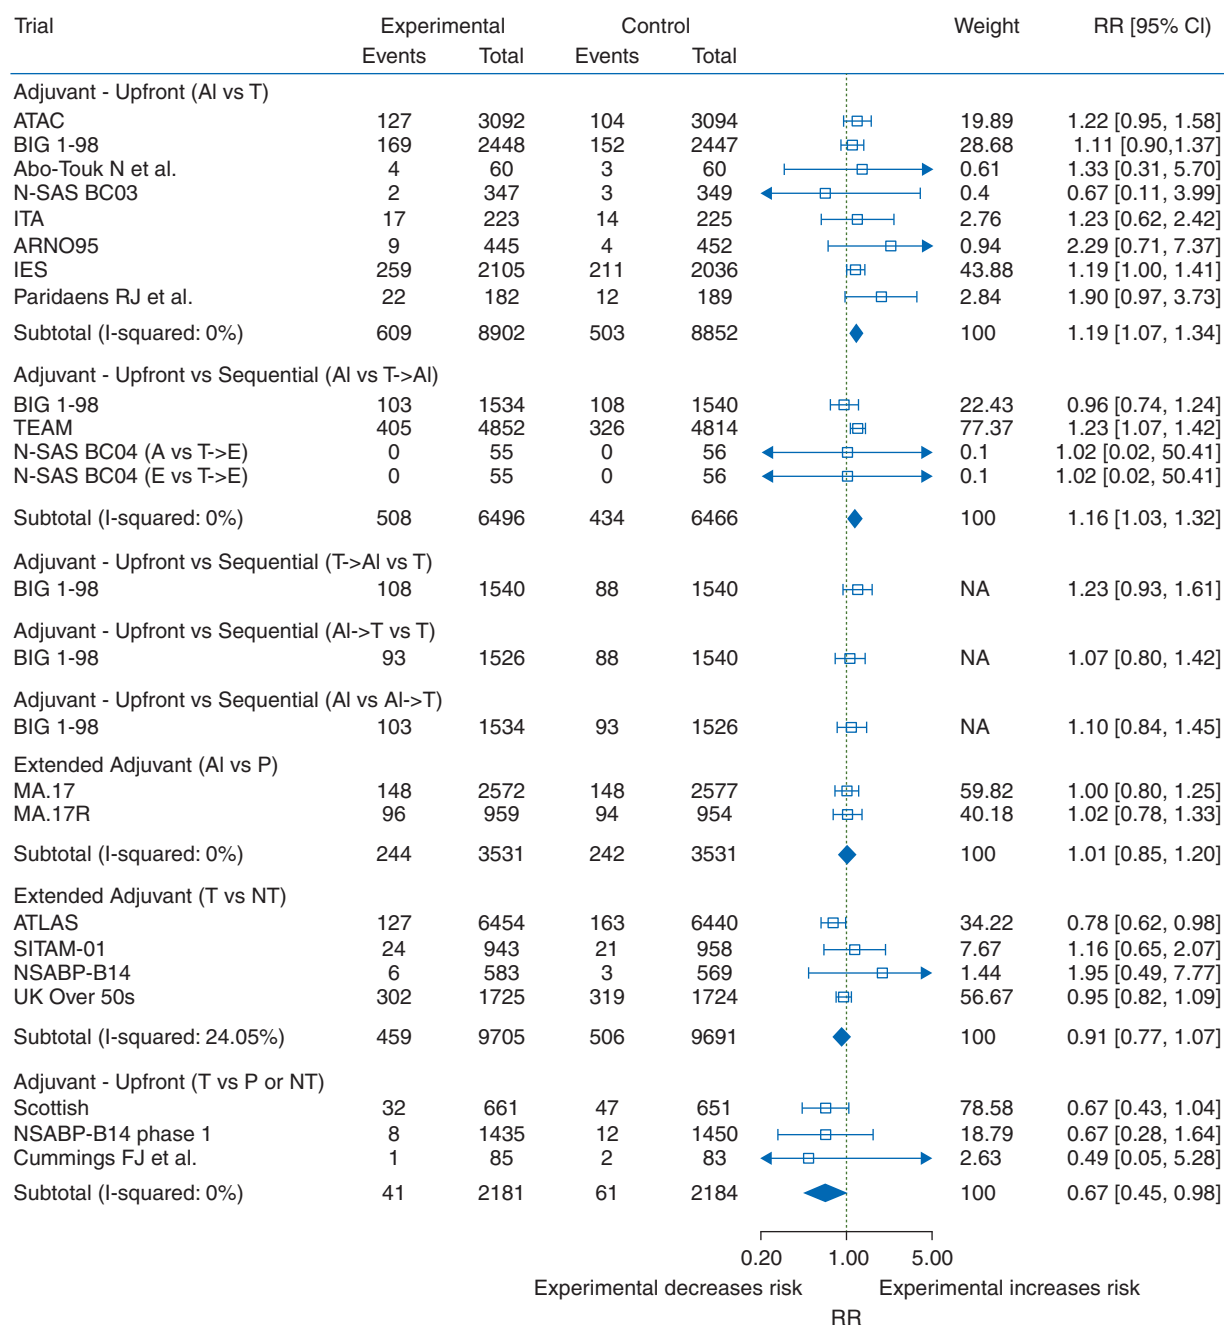 Trial Experimental Control Weight RR [95% CI)
Events Total Events Total
Adjuvant - Upfront (AI vs T)
ATAC 127 3092 104 3094 19.89 1.22 [0.95, 1.58]
BIG 1-98 169 2448 152 2447 28.68 1.11 [0.90,1.37]
Abo-Touk N et al. 4 60 3 60 0.61 1.33 [0.31, 5.70]
N-SAS BC03 2 347 3 349 0.4 0.67 [0.11, 3.99]
ITA 17 223 14 225 2.76 1.23 [0.62, 2.42]
ARNO95 9 445 4 452 0.94 2.29 [0.71, 7.37]
IES 259 2105 211 2036 43.88 1.19 [1.00, 1.41]
Paridaens RJ et al. 22 182 12 189 2.84 1.90 [0.97, 3.73]
Subtotal (I-squared: 0%) 609 8902 503 8852 100 1.19 [1.07, 1.34]
Adjuvant - Upfront vs Sequential (AI vs T->AI)
BIG 1-98 103 1534 108 1540 22.43 0.96 [0.74, 1.24]
TEAM 405 4852 326 4814 77.37 1.23 [1.07, 1.42]
N-SAS BC04 (A vs T->E) 0 55 0 56 0.1 1.02 [0.02, 50.41]
N-SAS BC04 (E vs T->E) 0 55 0 56 0.1 1.02 [0.02, 50.41]
Subtotal (I-squared: 0%) 508 6496 434 6466 100 1.16 [1.03, 1.32]
Adjuvant - Upfront vs Sequential (T->AI vs T)
BIG 1-98 108 1540 88 1540 NA 1.23 [0.93, 1.61]
Adjuvant - Upfront vs Sequential (AI->T vs T)
BIG 1-98 93 1526 88 1540 NA 1.07 [0.80, 1.42]
Adjuvant - Upfront vs Sequential (AI vs AI->T)
BIG 1-98 103 1534 93 1526 NA 1.10 [0.84, 1.45]
Extended Adjuvant (AI vs P)
MA.17 148 2572 148 2577 59.82 1.00 [0.80, 1.25]
MA.17R 96 959 94 954 40.18 1.02 [0.78, 1.33]
Subtotal (I-squared: 0%) 244 3531 242 3531 100 1.01 [0.85, 1.20]
Extended Adjuvant (T vs NT)
ATLAS 127 6454 163 6440 34.22 0.78 [0.62, 0.98]
SITAM-01 24 943 21 958 7.67 1.16 [0.65, 2.07]
NSABP-B14 6 583 3 569 1.44 1.95 [0.49, 7.77]
UK Over 50s 302 1725 319 1724 56.67 0.95 [0.82, 1.09]
Subtotal (I-squared: 24.05%) 459 9705 506 9691 100 0.91 [0.77, 1.07]
Adjuvant - Upfront (T vs P or NT)
Scottish 32 661 47 651 78.58 0.67 [0.43, 1.04]
NSABP-B14 phase 1 8 1435 12 1450 18.79 0.67 [0.28, 1.64]
Cummings FJ et al. 1 85 2 83 2.63 0.49 [0.05, 5.28]
Subtotal (I-squared: 0%) 41 2181 61 2184 100 0.67 [0.45, 0.98]
0.20 1.00 5.00
Experimental decreases risk Experimental increases risk
RR